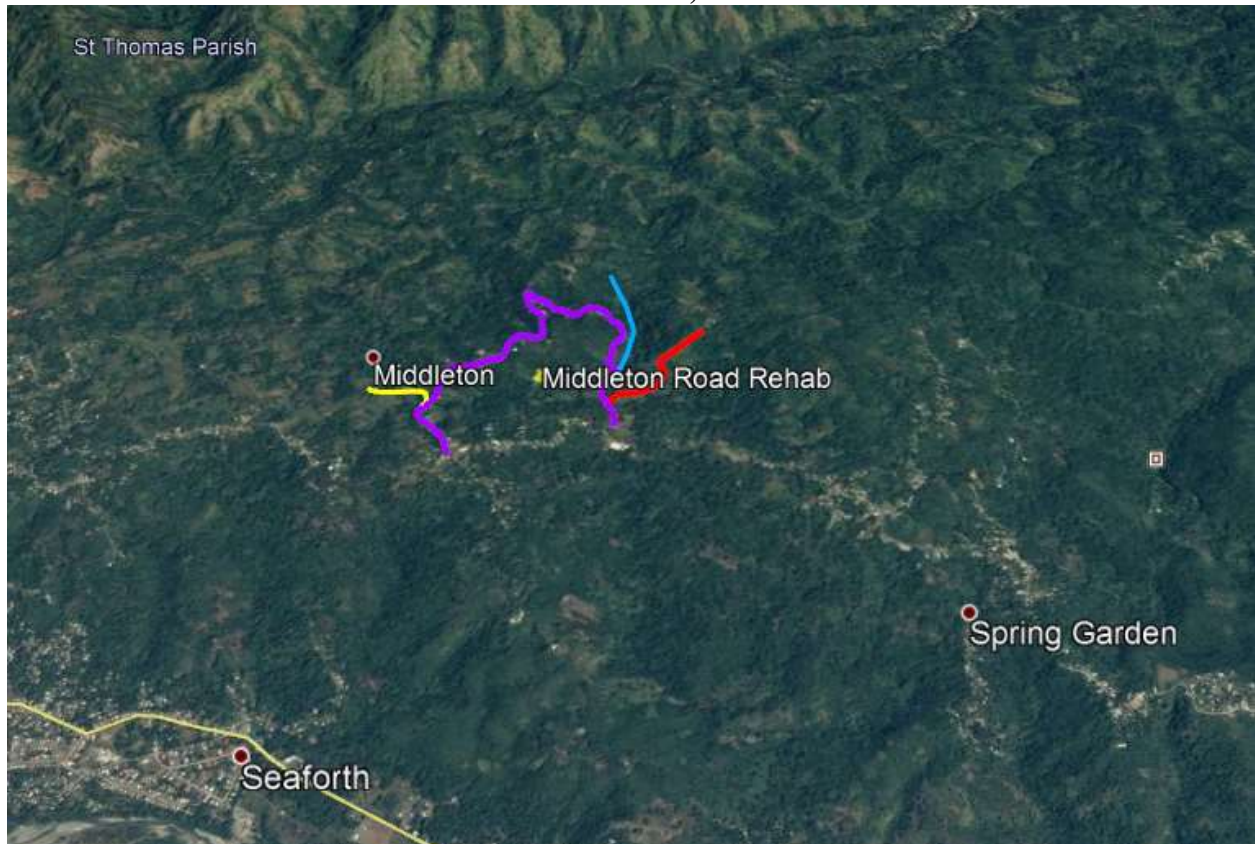 St Thomas Parish
Middleton
Middleton Road Rehab
Spring Garden
Seaforth